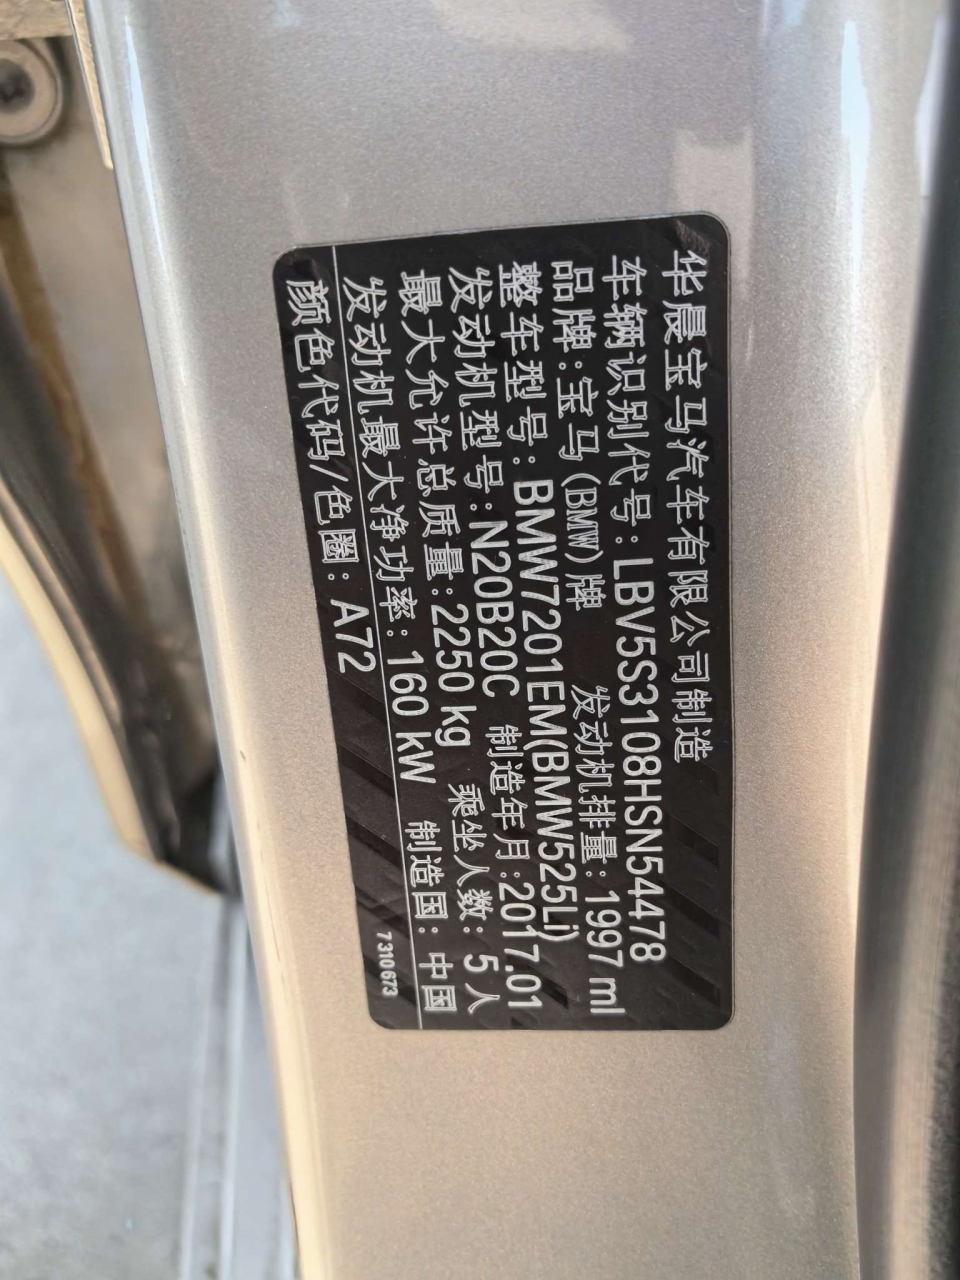 华晨宝马汽车有限公司制造
车辆识别代号：LBV5S3108HSN54478
品牌：宝马(BMW)牌 发动机排量：1997 ml
整车型号：BMW7201EM(BMW525Li)
发动机型号：N20B20C 制造年月：2017.01
最大允许总质量：2250 kg 乘坐人数：5人
发动机最大净功率：160 kW 制造国：中国
颜色代码/色圈：A72 7 310 673